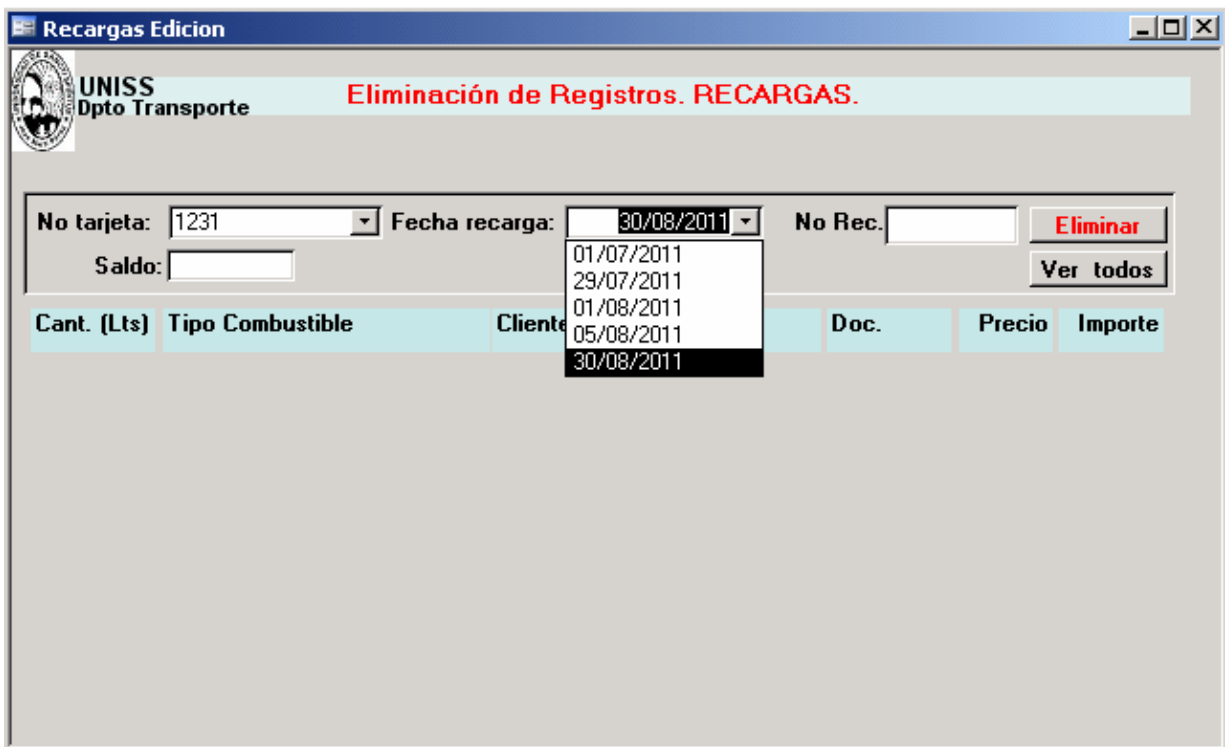 Recargas Edicion
UNISS
Dpto Transporte
Eliminación de Registros. RECARGAS.
No tarjeta: 1231 Fecha recarga: 30/08/2011 No Rec. Eliminar
Saldo: Ver todos
01/07/2011
29/07/2011
01/08/2011
05/08/2011
30/08/2011
Cant. (Lts) Tipo Combustible Cliente Doc. Precio Importe